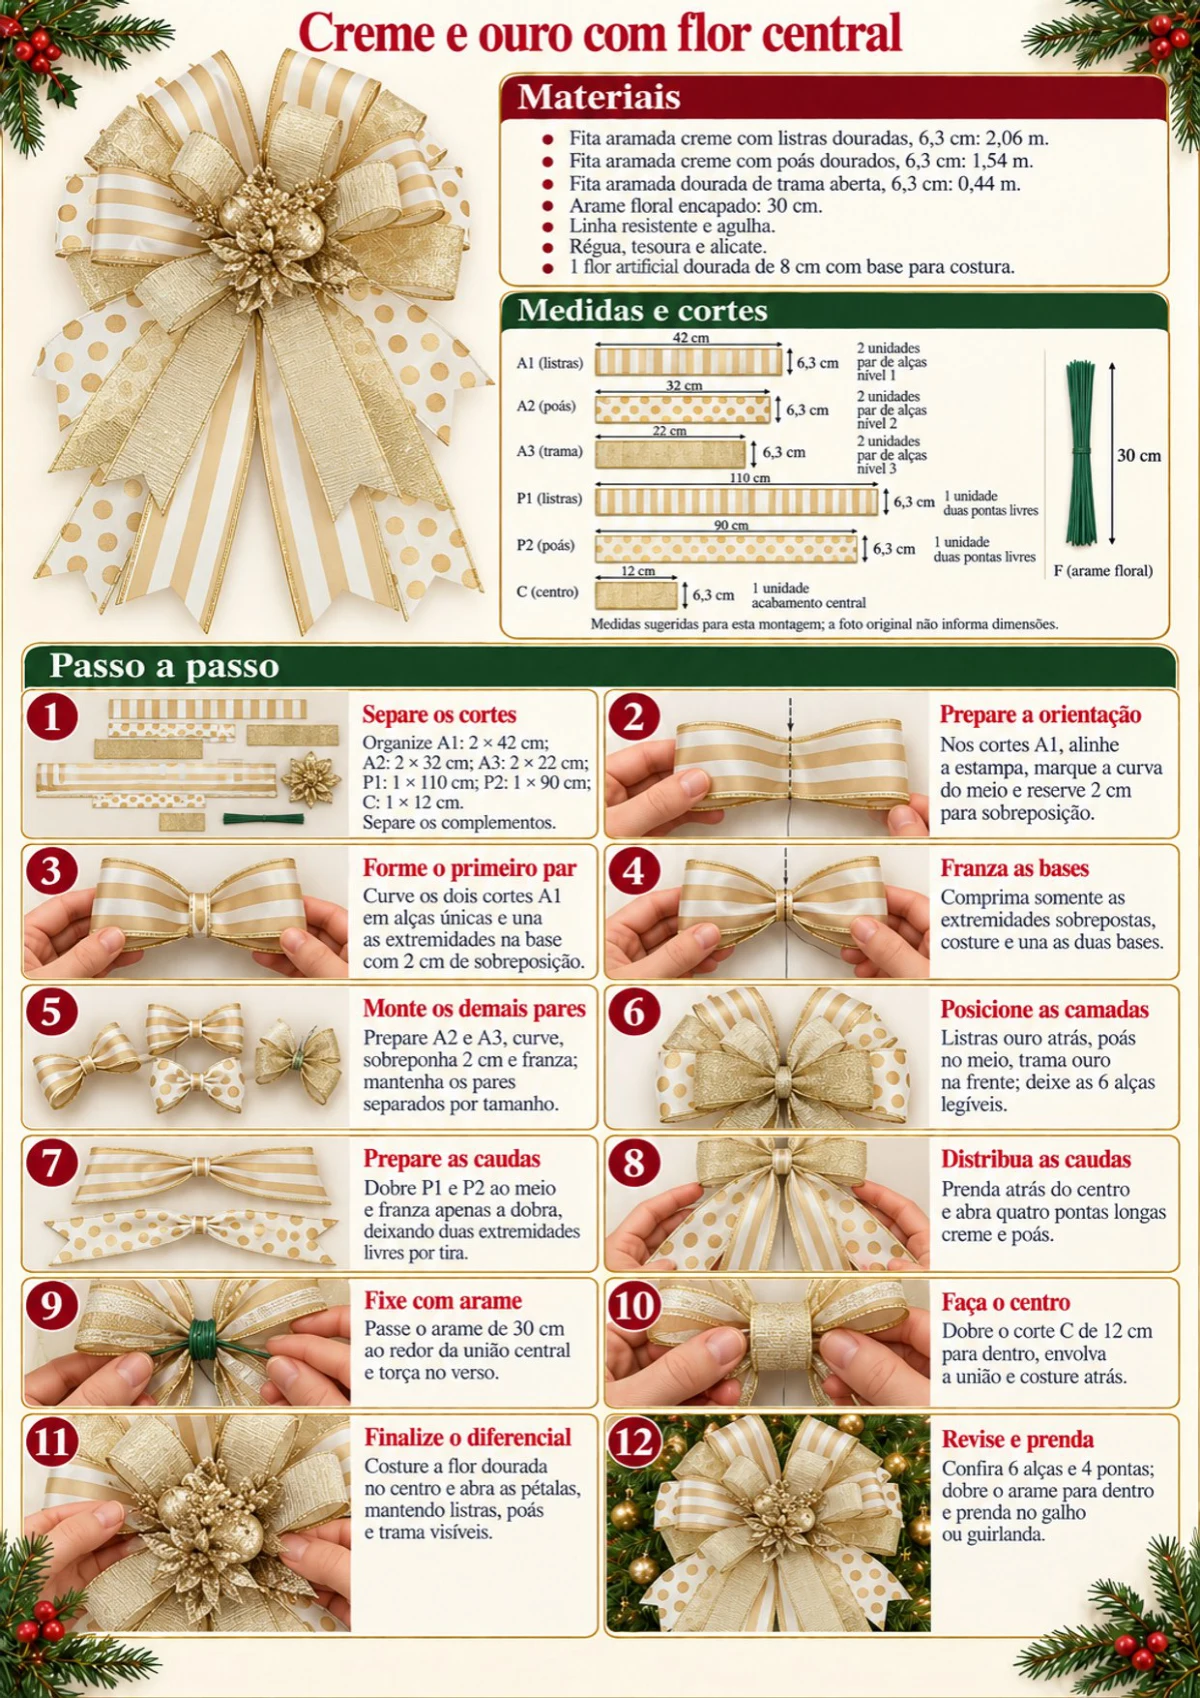 Creme e ouro com flor central
Materiais
Fita aramada creme com listras douradas, 6,3 cm: 2,06 m.
Fita aramada creme com poás dourados, 6,3 cm: 1,54 m.
Fita aramada dourada de trama aberta, 6,3 cm: 0,44 m.
Arame floral encapado: 30 cm.
Linha resistente e agulha.
Régua, tesoura e alicate.
1 flor artificial dourada de 8 cm com base para costura.
Medidas e cortes
42 cm
A1 (listras)
6,3 cm
2 unidades
par de alças
nível 1
32 cm
A2 (poás)
6,3 cm
2 unidades
par de alças
nível 2
22 cm
A3 (trama)
6,3 cm
2 unidades
par de alças
nível 3
110 cm
P1 (listras)
6,3 cm
1 unidade
duas pontas livres
90 cm
P2 (poás)
6,3 cm
1 unidade
duas pontas livres
12 cm
C (centro)
6,3 cm
1 unidade
acabamento central
30 cm
F (arame floral)
Medidas sugeridas para esta montagem; a foto original não informa dimensões.
Passo a passo
1
Separe os cortes
Organize A1: 2 × 42 cm;
A2: 2 × 32 cm; A3: 2 × 22 cm;
P1: 1 × 110 cm; P2: 1 × 90 cm;
C: 1 × 12 cm.
Separe os complementos.
2
Prepare a orientação
Nos cortes A1, alinhe
a estampa, marque a curva
do meio e reserve 2 cm
para sobreposição.
3
Forme o primeiro par
Curve os dois cortes A1
em alças únicas e una
as extremidades na base
com 2 cm de sobreposição.
4
Franza as bases
Comprima somente as
extremidades sobrepostas,
costure e una as duas bases.
5
Monte os demais pares
Prepare A2 e A3, curve,
sobreponha 2 cm e franza;
mantenha os pares
separados por tamanho.
6
Posicione as camadas
Listras ouro atrás, poás
no meio, trama ouro
na frente; deixe as 6 alças
legíveis.
7
Prepare as caudas
Dobre P1 e P2 ao meio
e franza apenas a dobra,
deixando duas extremidades
livres por tira.
8
Distribua as caudas
Prenda atrás do centro
e abra quatro pontas longas
creme e poás.
9
Fixe com arame
Passe o arame de 30 cm
ao redor da união central
e torça no verso.
10
Faça o centro
Dobre o corte C de 12 cm
para dentro, envolva
a união e costure atrás.
11
Finalize o diferencial
Costure a flor dourada
no centro e abra as pétalas,
mantendo listras, poás
e trama visíveis.
12
Revise e prenda
Confira 6 alças e 4 pontas;
dobre o arame para dentro
e prenda no galho
ou guirlanda.